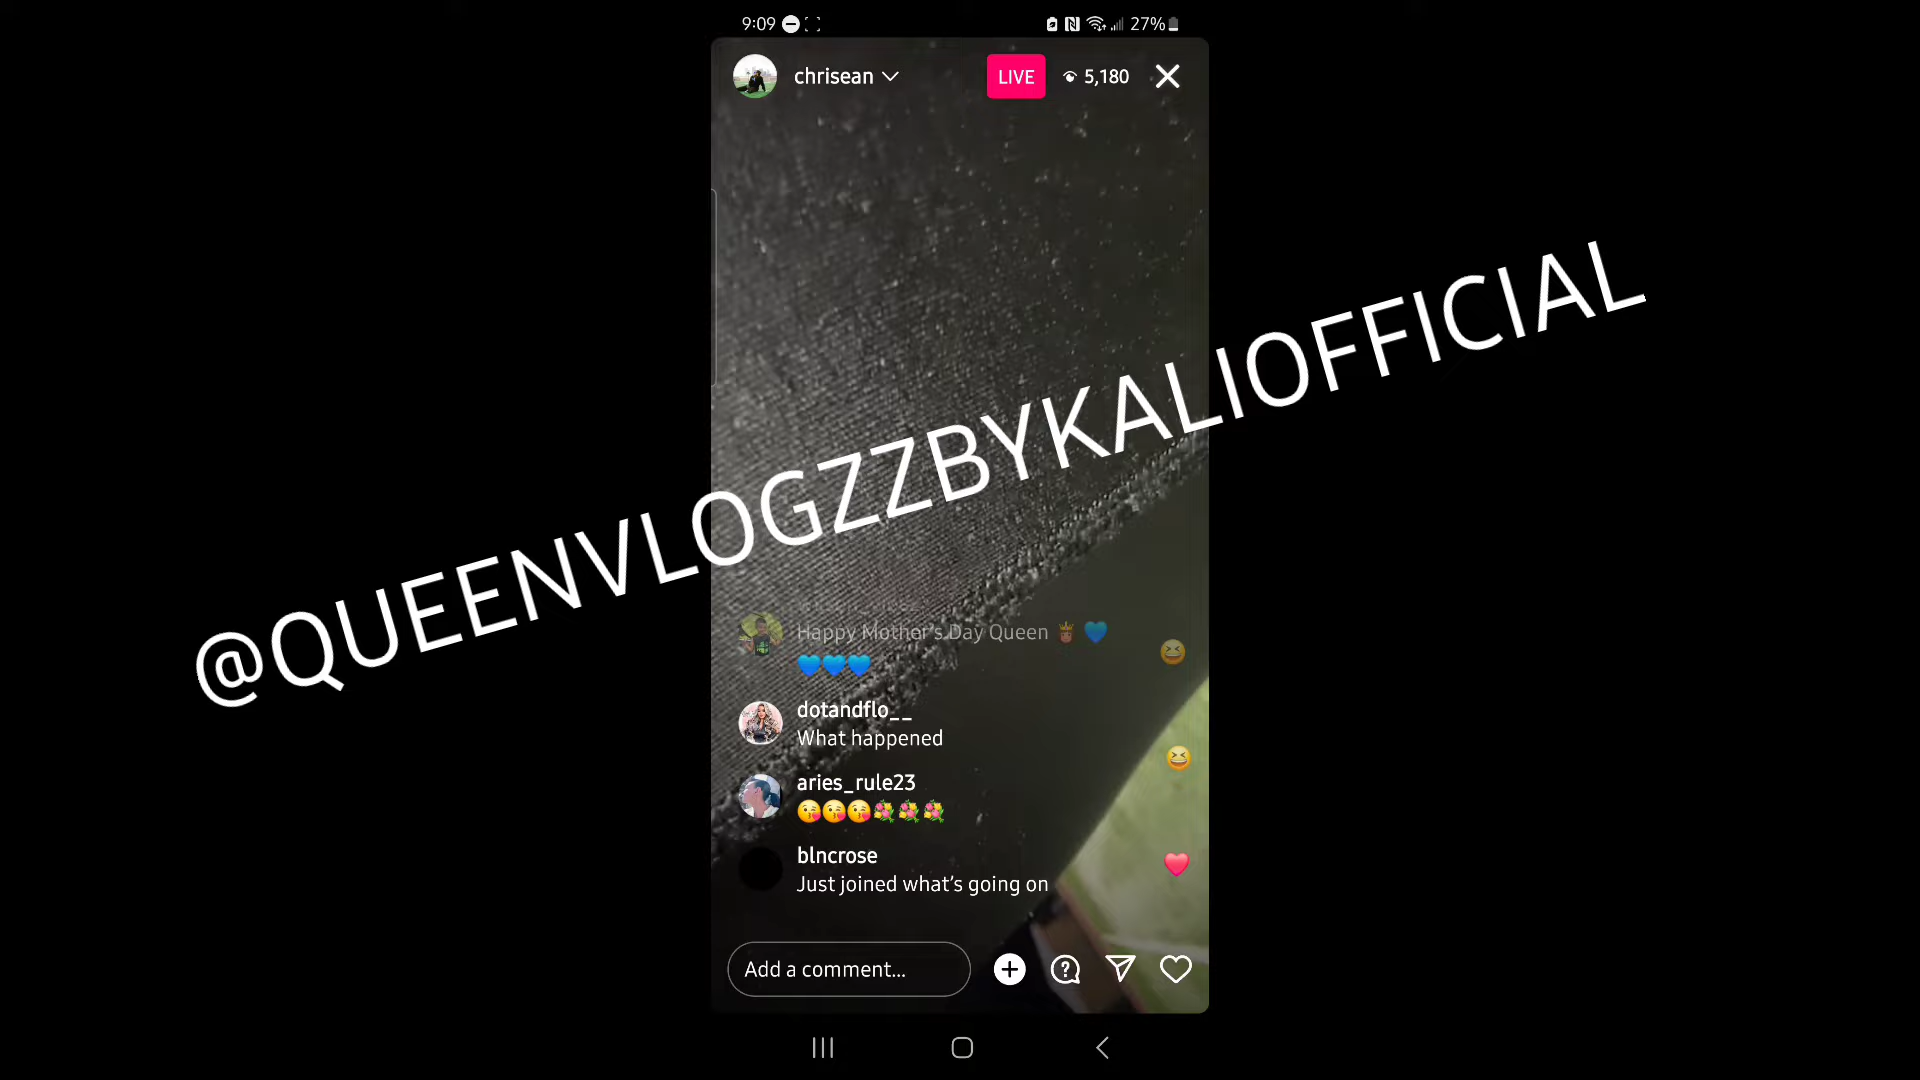 9:09
27%
chrisean
LIVE
5,180
@QUEENVLOGZZBYKALIOFFICIAL
Happy Mother's Day Queen 👸🏽 💙
💙💙💙
dotandflo__
What happened
aries_rule23
😘😘😘💐💐💐
blncrose
Just joined what's going on
Add a comment...